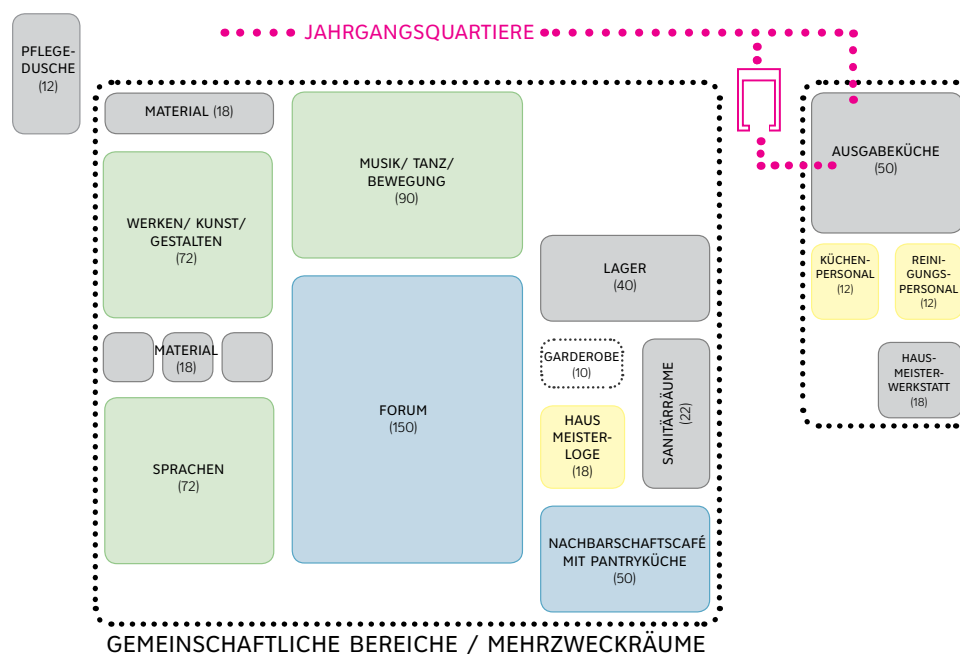 JAHRGANGSQUARTIERE
PFLEGE-
DUSCHE
(12)
MATERIAL (18)
MUSIK/ TANZ/
BEWEGUNG
(90)
AUSGABEKÜCHE
(50)
WERKEN/ KUNST/
GESTALTEN
(72)
LAGER
(40)
KÜCHEN-
PERSONAL
(12)
REINI-
GUNGS-
PERSONAL
(12)
MATERIAL
(18)
GARDEROBE
(10)
SANITÄRRÄUME
(22)
HAUS-
MEISTER-
WERKSTATT
(18)
FORUM
(150)
HAUS
MEISTER-
LOGE
(18)
SPRACHEN
(72)
NACHBARSCHAFTSCAFÉ
MIT PANTRYKÜCHE
(50)
GEMEINSCHAFTLICHE BEREICHE / MEHRZWECKRÄUME